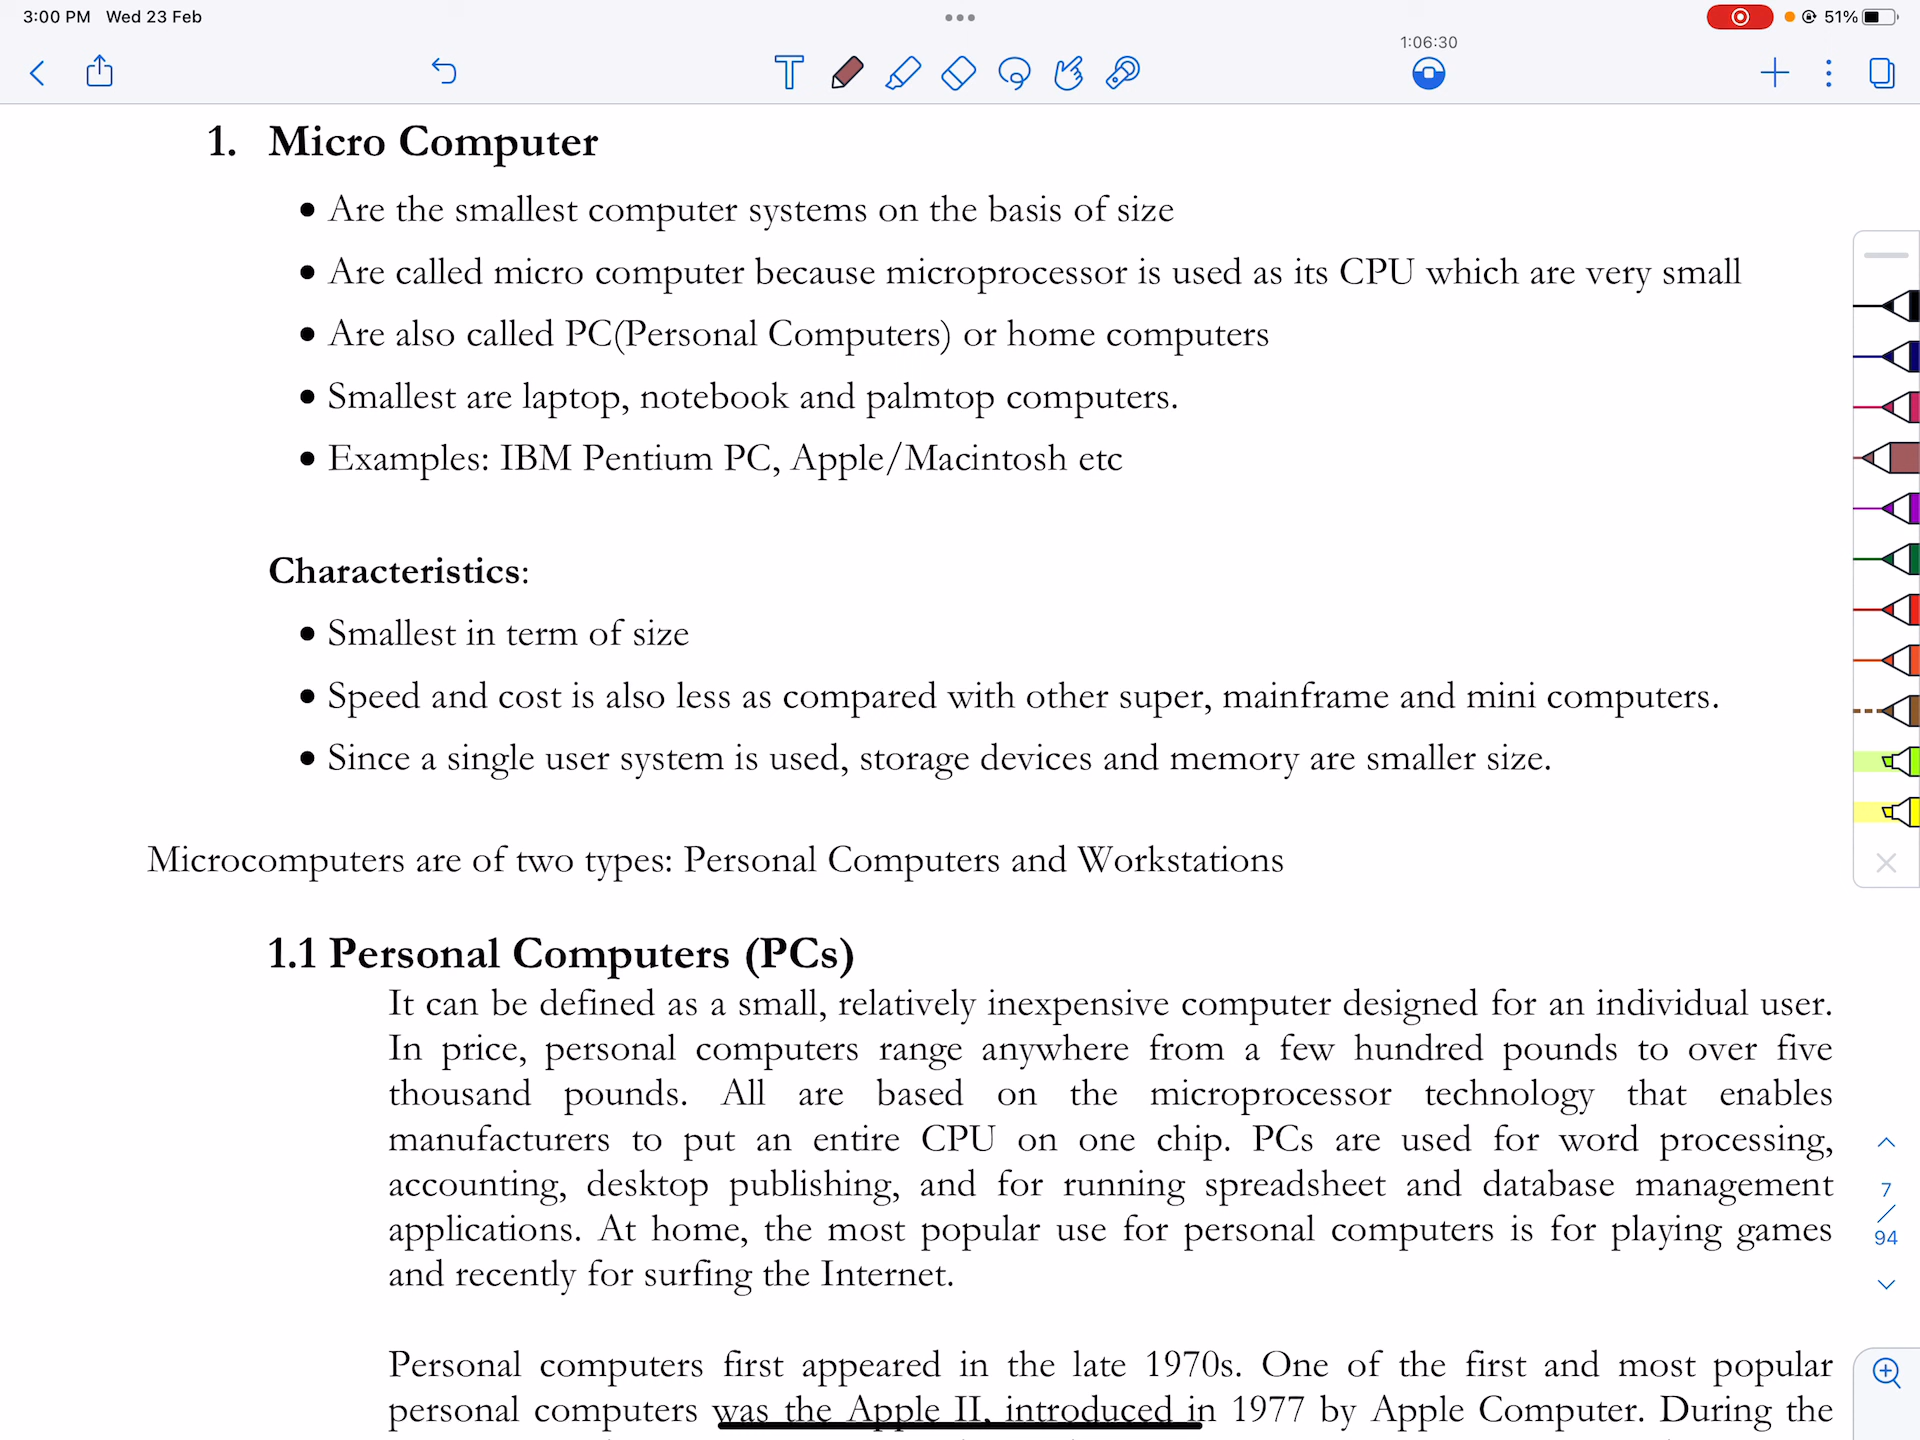 3:00 PM Wed 23 Feb
51%
1:06:30
1. Micro Computer
• Are the smallest computer systems on the basis of size
• Are called micro computer because microprocessor is used as its CPU which are very small
• Are also called PC(Personal Computers) or home computers
• Smallest are laptop, notebook and palmtop computers.
• Examples: IBM Pentium PC, Apple/Macintosh etc
Characteristics:
• Smallest in term of size
• Speed and cost is also less as compared with other super, mainframe and mini computers.
• Since a single user system is used, storage devices and memory are smaller size.
Microcomputers are of two types: Personal Computers and Workstations
1.1 Personal Computers (PCs)
It can be defined as a small, relatively inexpensive computer designed for an individual user.
In price, personal computers range anywhere from a few hundred pounds to over five
thousand pounds. All are based on the microprocessor technology that enables
manufacturers to put an entire CPU on one chip. PCs are used for word processing,
accounting, desktop publishing, and for running spreadsheet and database management
applications. At home, the most popular use for personal computers is for playing games
and recently for surfing the Internet.
Personal computers first appeared in the late 1970s. One of the first and most popular
personal computers was the Apple II, introduced in 1977 by Apple Computer. During the
7
/
94